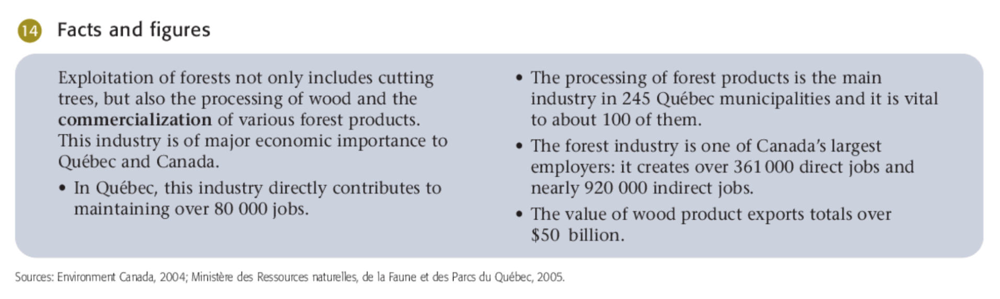 14 Facts and figures
Exploitation of forests not only includes cutting
trees, but also the processing of wood and the
commercialization of various forest products.
This industry is of major economic importance to
Québec and Canada.
• In Québec, this industry directly contributes to
maintaining over 80 000 jobs.
• The processing of forest products is the main
industry in 245 Québec municipalities and it is vital
to about 100 of them.
• The forest industry is one of Canada's largest
employers: it creates over 361 000 direct jobs and
nearly 920 000 indirect jobs.
• The value of wood product exports totals over
$50 billion.
Sources: Environment Canada, 2004; Ministère des Ressources naturelles, de la Faune et des Parcs du Québec, 2005.